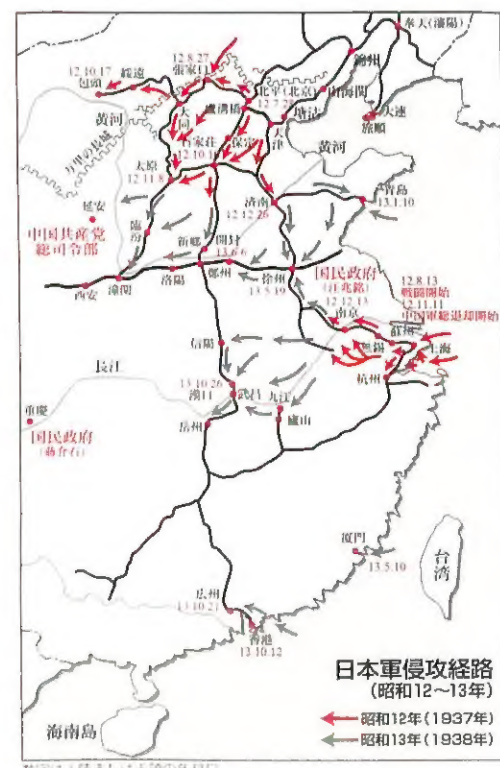 奉天(瀋陽)
錦州
12.8.27
張家口
12.10.17
綏遠
包頭
北平(北京)
12.7.28
山海関
盧溝橋
塘沽
大連
旅順
大同
天津
黄河
万里の長城
石家荘
12.10.10
保定
黄河
太原
12.11.8
済南
12.12.26
青島
13.1.10
延安
中国共産党
総司令部
臨汾
新郷
開封
13.6.6
西安
潼関
洛陽
鄭州
徐州
13.5.19
国民政府
(汪兆銘)
12.12.13
南京
12.8.13
戦闘開始
12.11.11
中国軍総退却開始
蘇州
無錫
上海
杭州
信陽
長江
13.10.26
漢口
武昌
九江
廬山
重慶
国民政府
(蒋介石)
岳州
厦門
13.5.10
台湾
広州
13.10.21
香港
13.10.12
海南島
日本軍侵攻経路
(昭和12～13年)
昭和12年(1937年)
昭和13年(1938年)